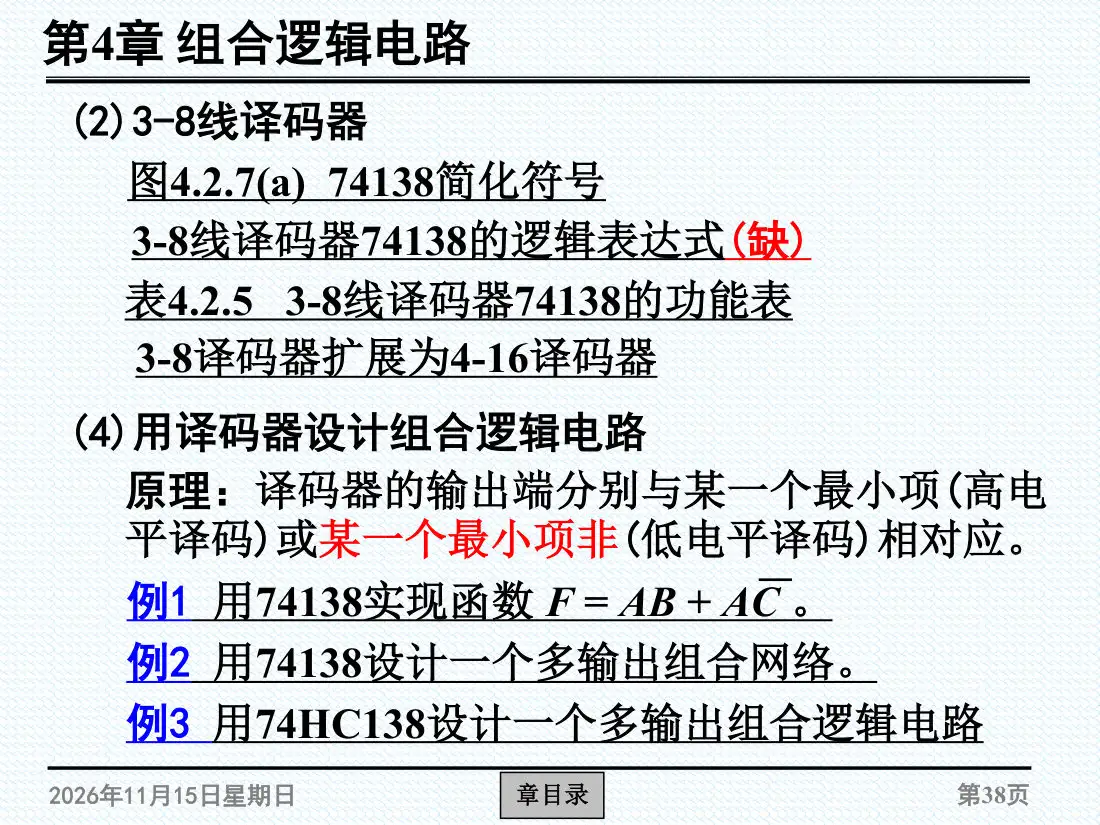 第4章 组合逻辑电路
(2)3-8线译码器
图4.2.7(a)  74138简化符号
3-8线译码器74138的逻辑表达式(缺)
表4.2.5   3-8线译码器74138的功能表
3-8译码器扩展为4-16译码器
(4)用译码器设计组合逻辑电路
原理：译码器的输出端分别与某一个最小项(高电
平译码)或某一个最小项非(低电平译码)相对应。
例1  用74138实现函数 F = AB + AC̅ 。
例2  用74138设计一个多输出组合网络。
例3  用74HC138设计一个多输出组合逻辑电路
2026年11月15日星期日
章目录
第38页